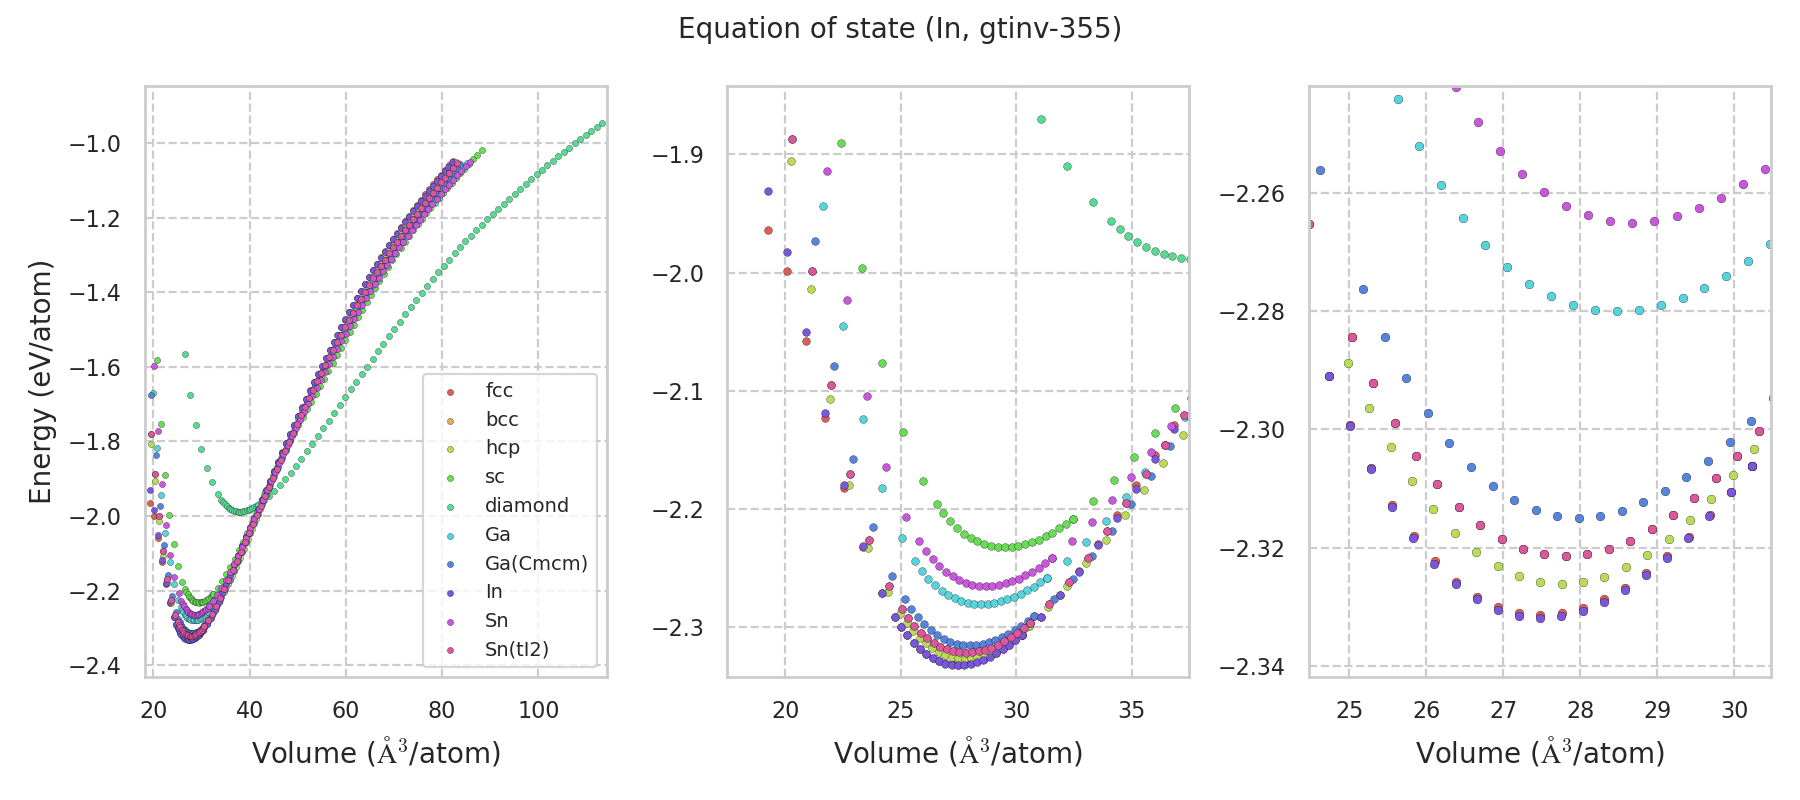 Equation of state (In, gtinv-355)
Energy (eV/atom)
−1.0
−1.2
−1.4
−1.6
−1.8
−2.0
−2.2
−2.4
20 40 60 80 100
Volume (Å³/atom)
fcc
bcc
hcp
sc
diamond
Ga
Ga(Cmcm)
In
Sn
Sn(tI2)
−1.9
−2.0
−2.1
−2.2
−2.3
20 25 30 35
Volume (Å³/atom)
−2.26
−2.28
−2.30
−2.32
−2.34
25 26 27 28 29 30
Volume (Å³/atom)